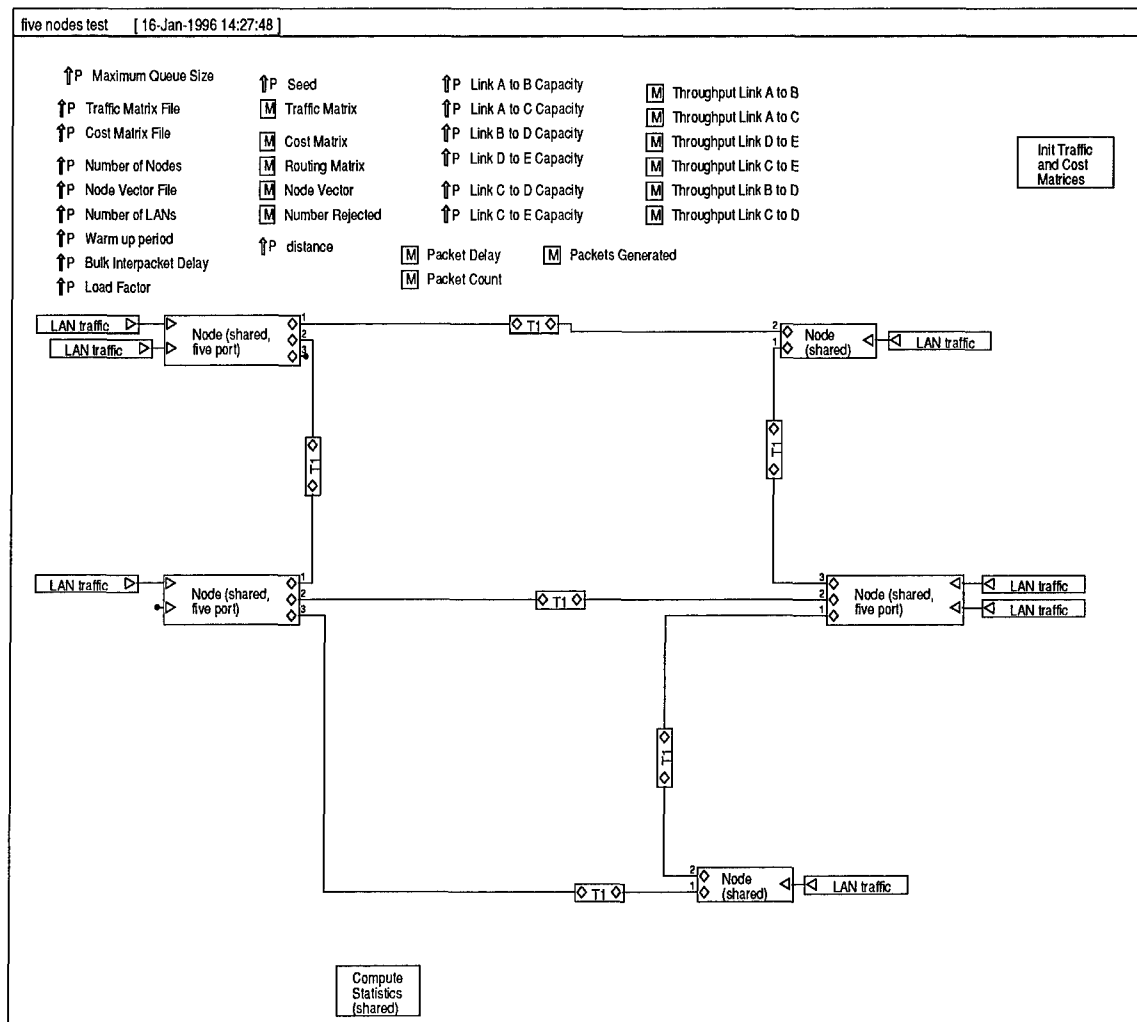 five nodes test [ 16-Jan-1996 14:27:48 ]
⇑P Maximum Queue Size
⇑P Traffic Matrix File
⇑P Cost Matrix File
⇑P Number of Nodes
⇑P Node Vector File
⇑P Number of LANs
⇑P Warm up period
⇑P Bulk Interpacket Delay
⇑P Load Factor
⇑P Seed
M Traffic Matrix
M Cost Matrix
M Routing Matrix
M Node Vector
M Number Rejected
⇑P distance
⇑P Link A to B Capacity
⇑P Link A to C Capacity
⇑P Link B to D Capacity
⇑P Link D to E Capacity
⇑P Link C to D Capacity
⇑P Link C to E Capacity
M Packet Delay
M Packet Count
M Packets Generated
M Throughput Link A to B
M Throughput Link A to C
M Throughput Link D to E
M Throughput Link C to E
M Throughput Link B to D
M Throughput Link C to D
Init Traffic
and Cost
Matrices
LAN traffic
LAN traffic
Node (shared,
five port)
1
2
3
T1
2
1
Node
(shared)
LAN traffic
T1
T1
LAN traffic
Node (shared,
five port)
1
2
3
T1
3
2
1
Node (shared,
five port)
LAN traffic
LAN traffic
T1
T1
2
1
Node
(shared)
LAN traffic
Compute
Statistics
(shared)